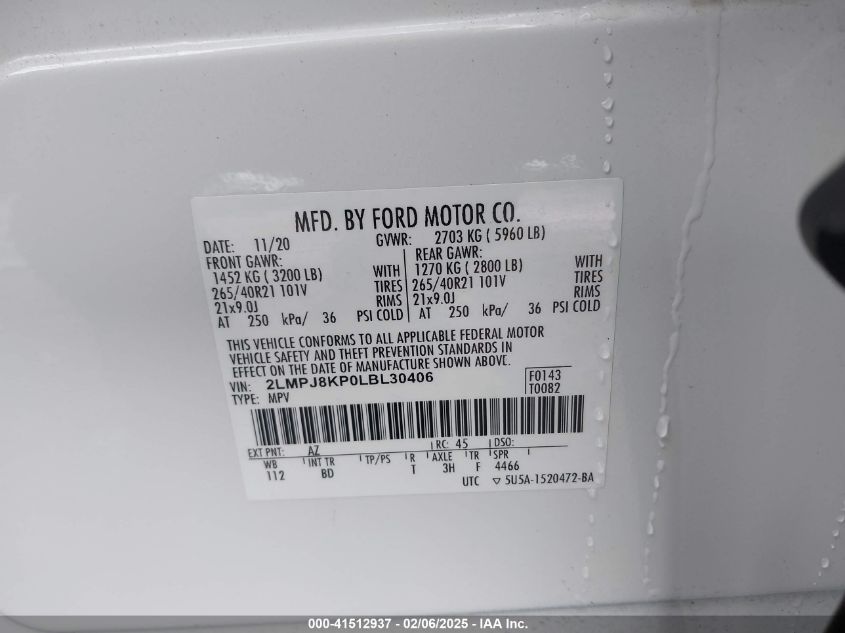 MFD. BY FORD MOTOR CO.
DATE: 11/20 GVWR: 2703 KG ( 5960 LB)
FRONT GAWR: REAR GAWR:
1452 KG ( 3200 LB) WITH 1270 KG ( 2800 LB) WITH
265/40R21 101V TIRES 265/40R21 101V TIRES
21x9.0J RIMS 21x9.0J RIMS
AT 250 kPa/ 36 PSI COLD AT 250 kPa/ 36 PSI COLD
THIS VEHICLE CONFORMS TO ALL APPLICABLE FEDERAL MOTOR
VEHICLE SAFETY AND THEFT PREVENTION STANDARDS IN
EFFECT ON THE DATE OF MANUFACTURE SHOWN ABOVE.
VIN: 2LMPJ8KP0LBL30406 F0143
TYPE: MPV T0082
EXT PNT: AZ RC: 45 DSO:
WB INT TR TP/PS R AXLE TR SPR
112 BD T 3H F 4466
UTC ▽ 5U5A-1520472-BA
000-41512937 - 02/06/2025 - IAA Inc.